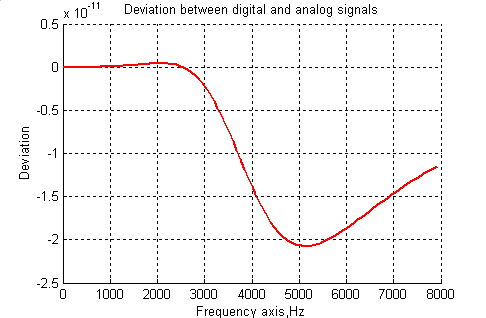 Deviation between digital and analog signals
x 10^-11
0.5
0
-0.5
-1
-1.5
-2
-2.5
Deviation
0 1000 2000 3000 4000 5000 6000 7000 8000
Frequency axis,Hz